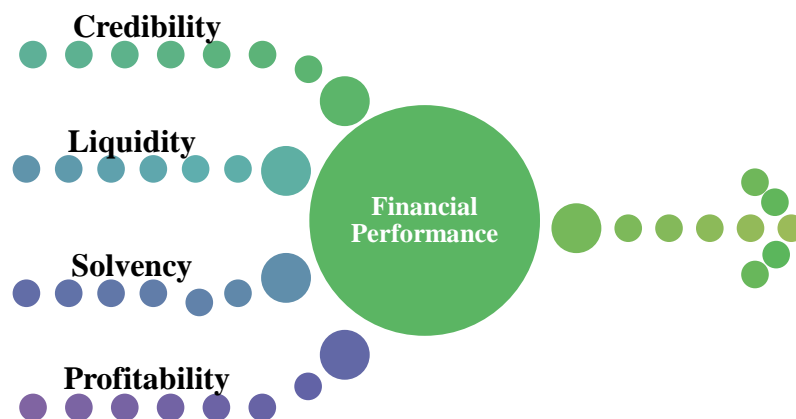 Credibility
Liquidity
Financial
Performance
Solvency
Profitability